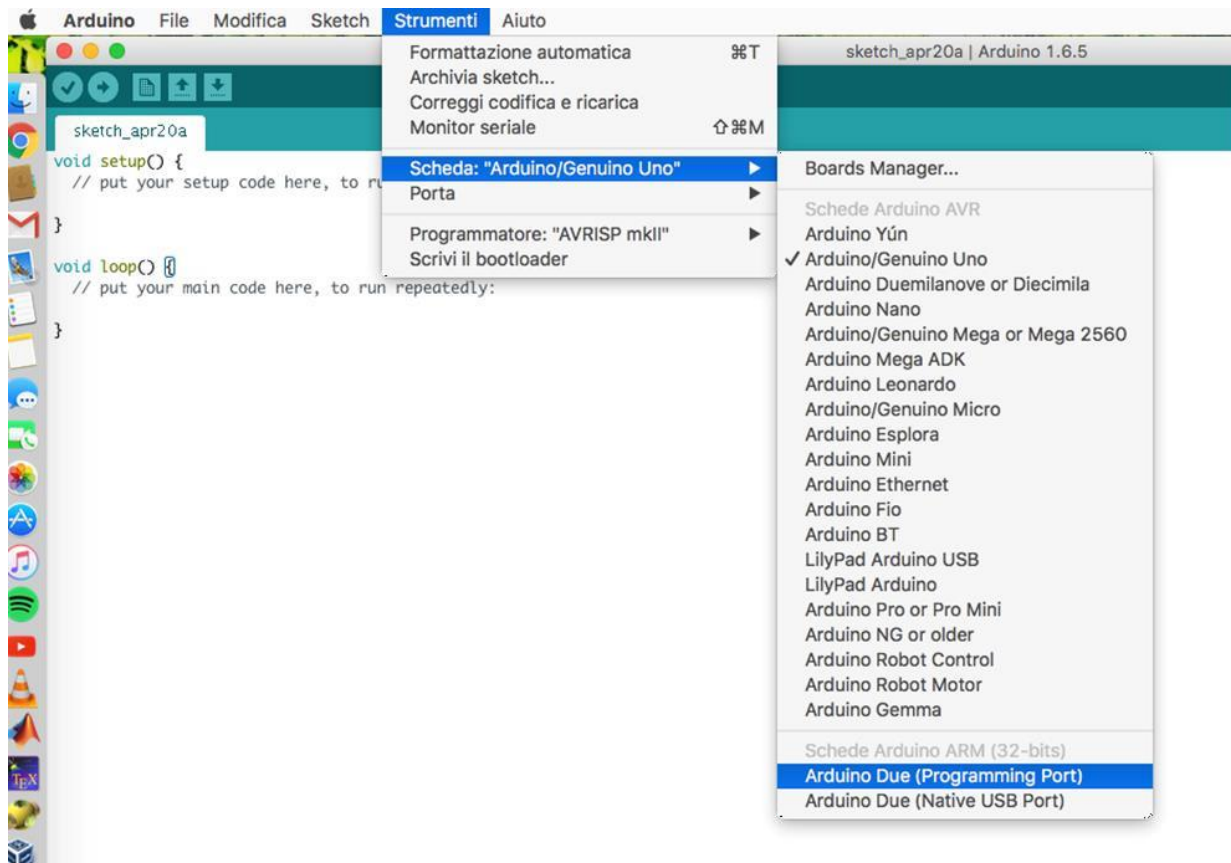 Arduino File Modifica Sketch Strumenti Aiuto
sketch_apr20a | Arduino 1.6.5
sketch_apr20a
void setup() {
// put your setup code here, to ru
}
void loop() {
// put your main code here, to run repeatedly:
}
Formattazione automatica ⌘T
Archivia sketch...
Correggi codifica e ricarica
Monitor seriale ⇧⌘M
Scheda: "Arduino/Genuino Uno"
Porta
Programmatore: "AVRISP mkII"
Scrivi il bootloader
Boards Manager...
Schede Arduino AVR
Arduino Yún
✓ Arduino/Genuino Uno
Arduino Duemilanove or Diecimila
Arduino Nano
Arduino/Genuino Mega or Mega 2560
Arduino Mega ADK
Arduino Leonardo
Arduino/Genuino Micro
Arduino Esplora
Arduino Mini
Arduino Ethernet
Arduino Fio
Arduino BT
LilyPad Arduino USB
LilyPad Arduino
Arduino Pro or Pro Mini
Arduino NG or older
Arduino Robot Control
Arduino Robot Motor
Arduino Gemma
Schede Arduino ARM (32-bits)
Arduino Due (Programming Port)
Arduino Due (Native USB Port)
TEX